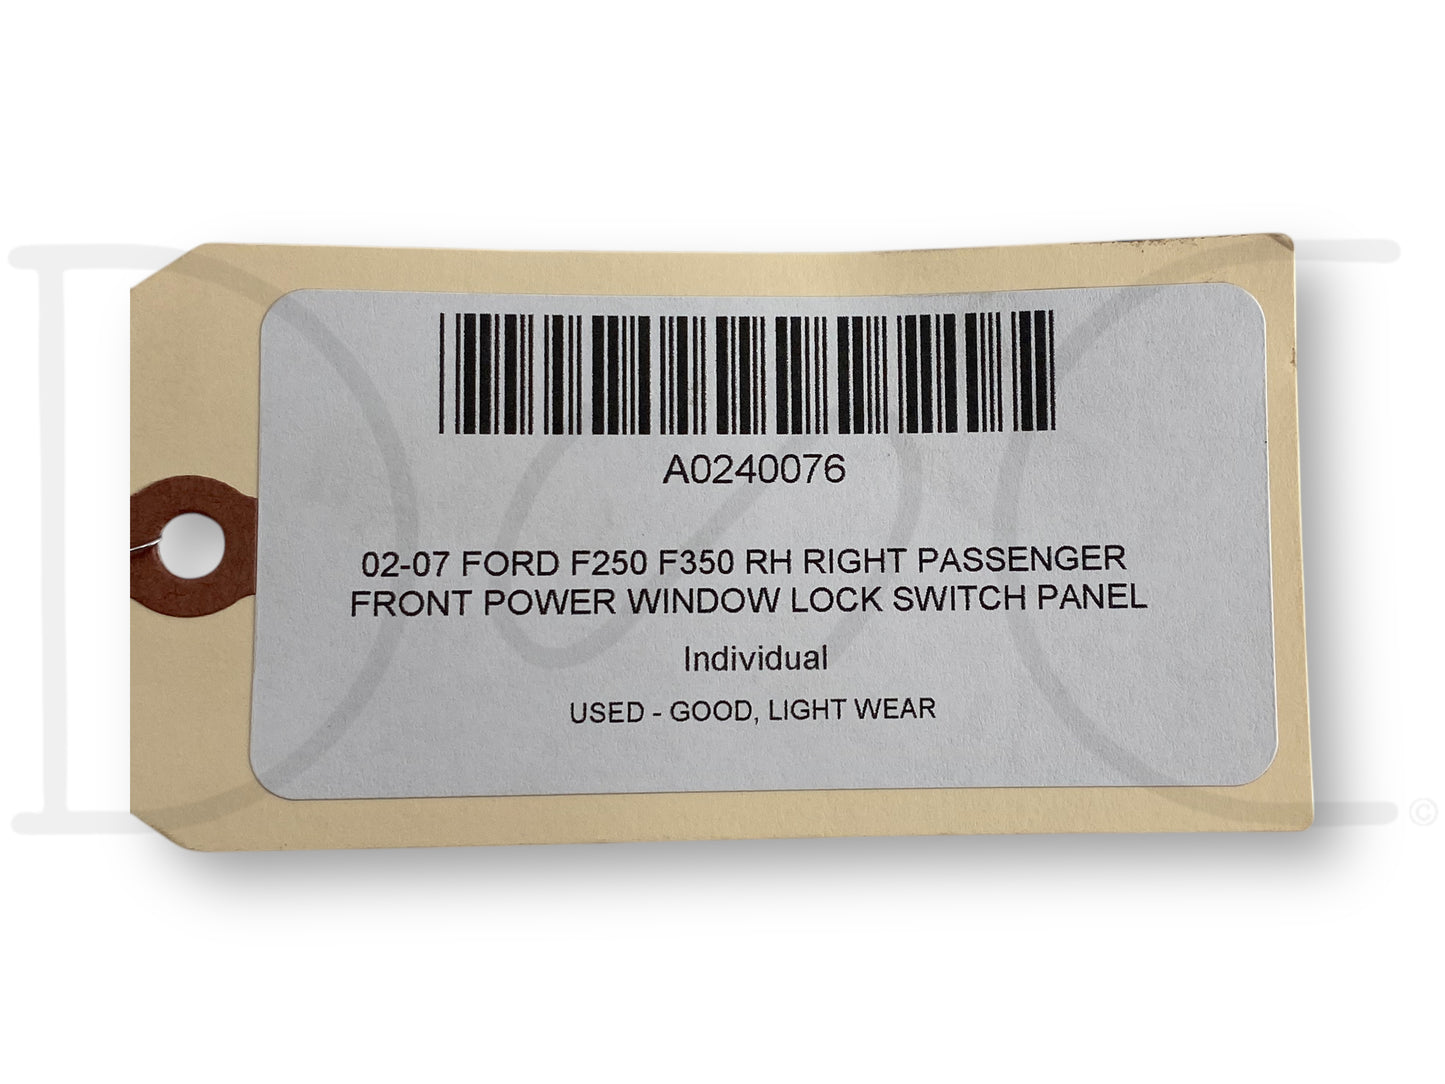 A0240076
02-07 FORD F250 F350 RH RIGHT PASSENGER
FRONT POWER WINDOW LOCK SWITCH PANEL
Individual
USED - GOOD, LIGHT WEAR
D&C ©